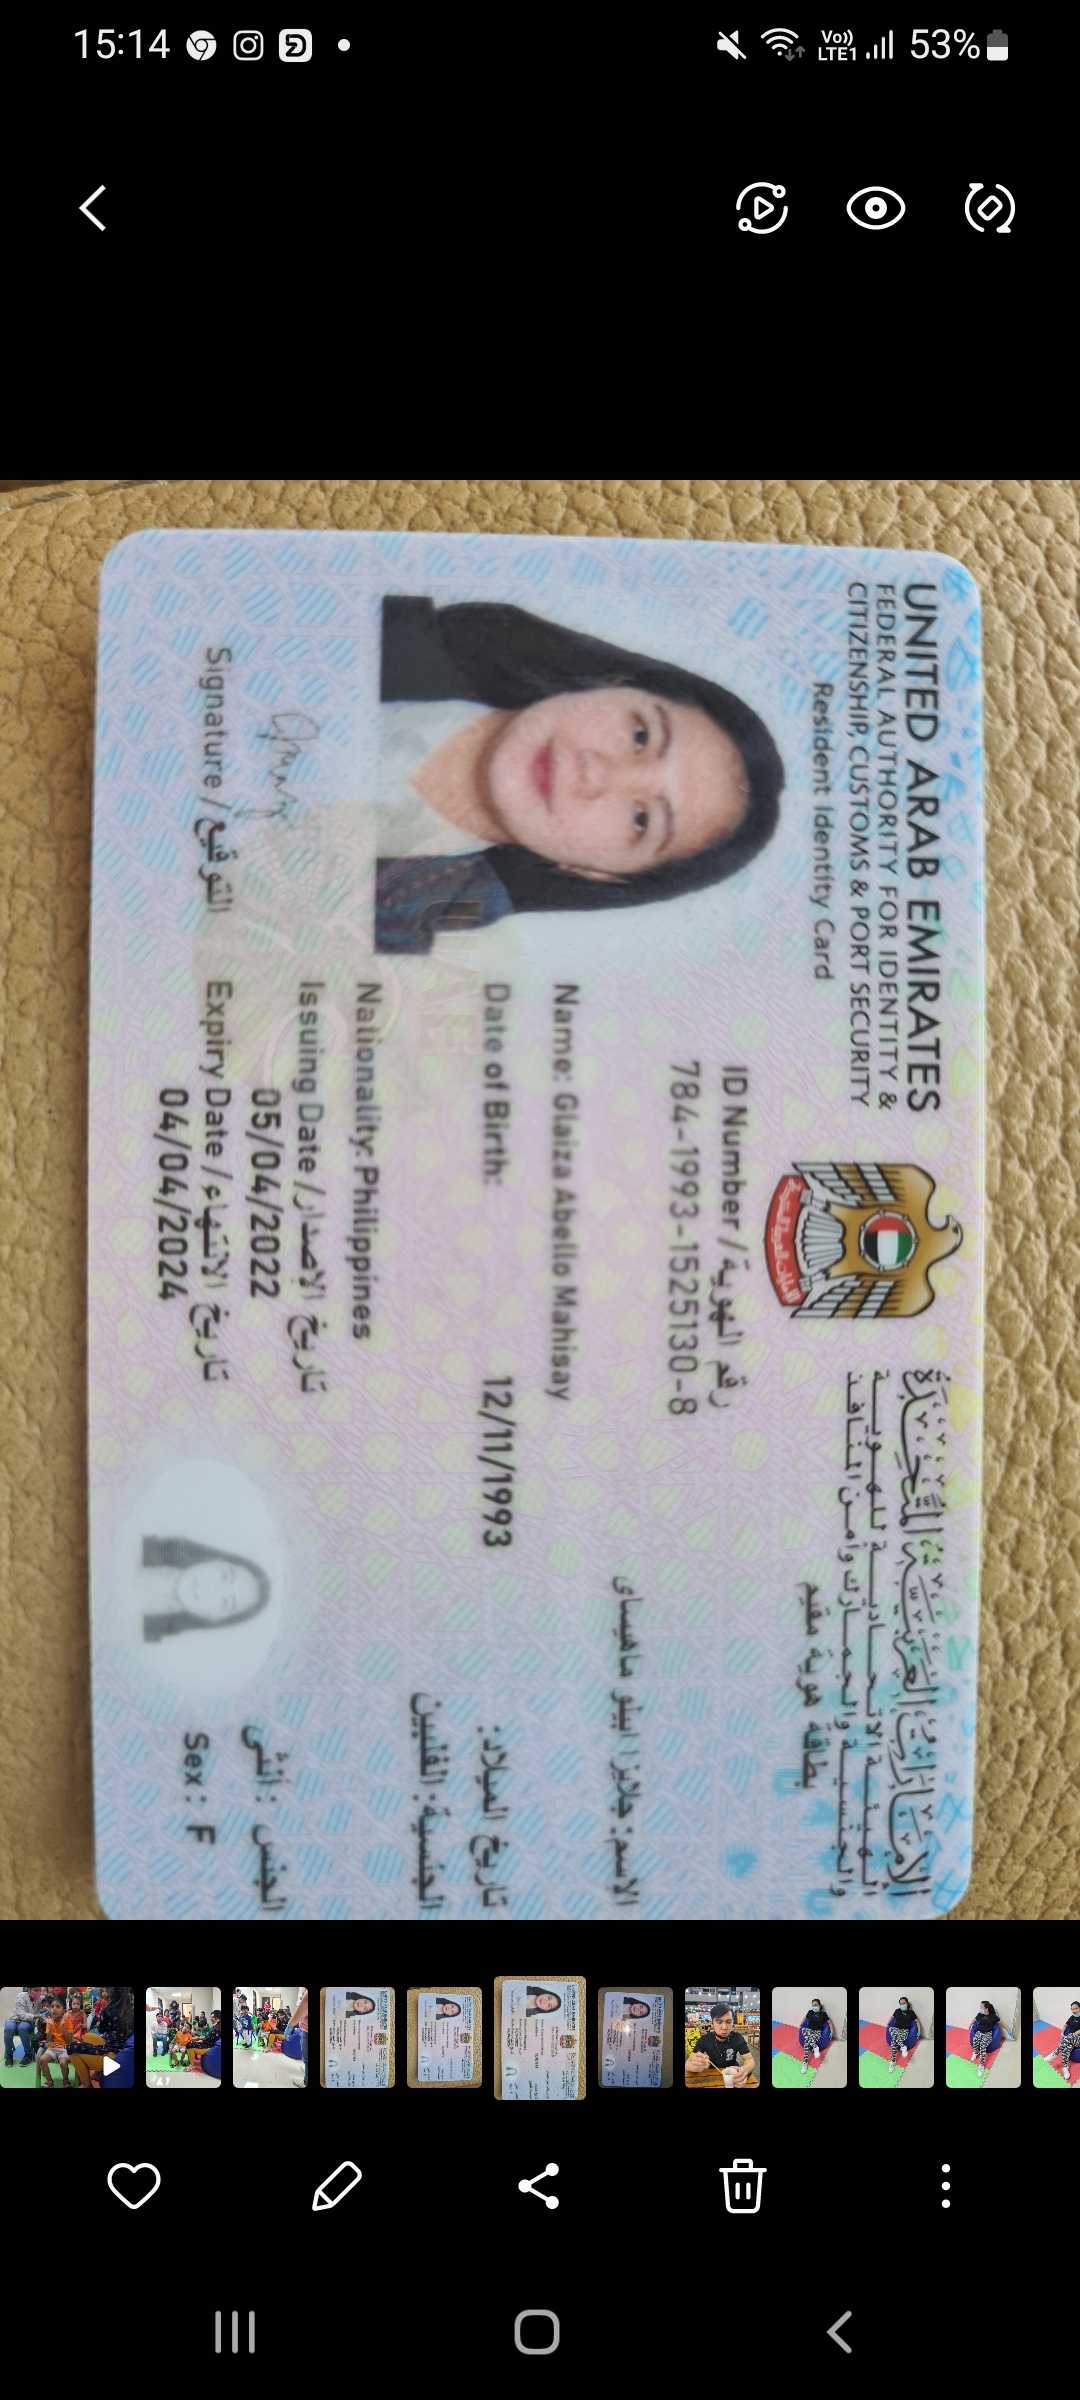 15:14
Vo))
LTE1
53%
UNITED ARAB EMIRATES
FEDERAL AUTHORITY FOR IDENTITY &
CITIZENSHIP, CUSTOMS & PORT SECURITY
Resident Identity Card
الإمارات العربية المتحدة
الهيئة الاتحادية للهوية
والجنسية والجمارك وأمن المنافذ
بطاقة هوية مقيم
ID Number / رقم الهوية
784-1993-1525130-8
الاسم: جلايزا ابيلو ماهيساى
Name: Glaiza Abello Mahisay
Date of Birth: 12/11/1993 تاريخ الميلاد:
الجنسية: الفلبين
Nationality: Philippines
Issuing Date / تاريخ الإصدار
05/04/2022
Expiry Date / تاريخ الانتهاء
04/04/2024
Signature / التوقيع
الجنس: أنثى
Sex: F